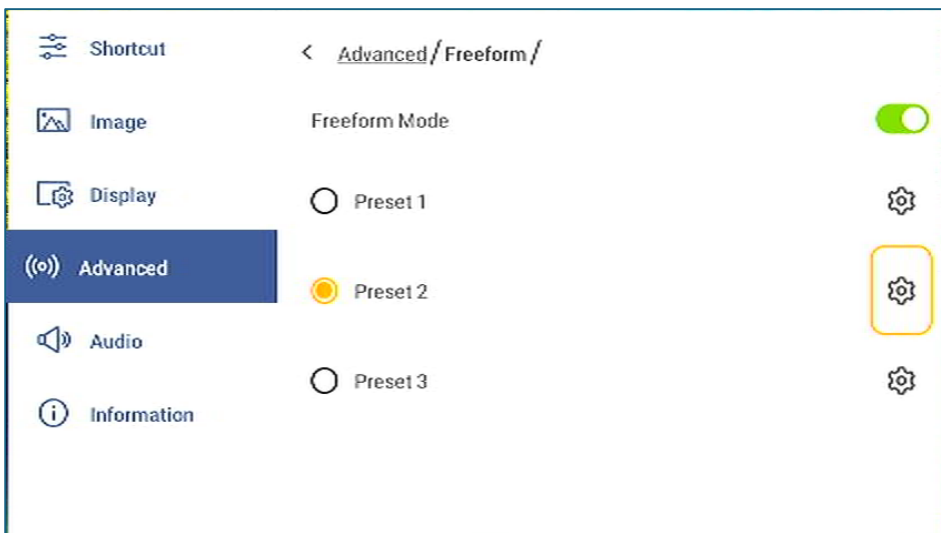 Shortcut
Image
Display
Advanced
Audio
Information
< Advanced/Freeform/
Freeform Mode
Preset 1
Preset 2
Preset 3